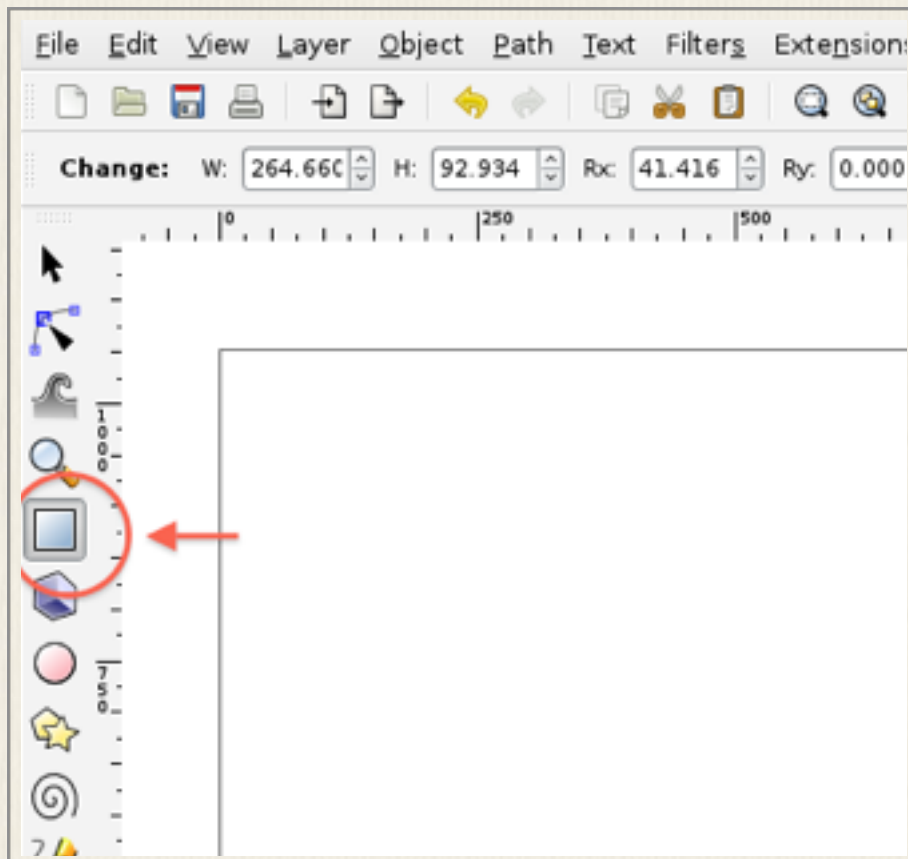 File Edit View Layer Object Path Text Filters Extensions
Change: W: 264.660 H: 92.934 Rx: 41.416 Ry: 0.000
0 250 500
1000
750